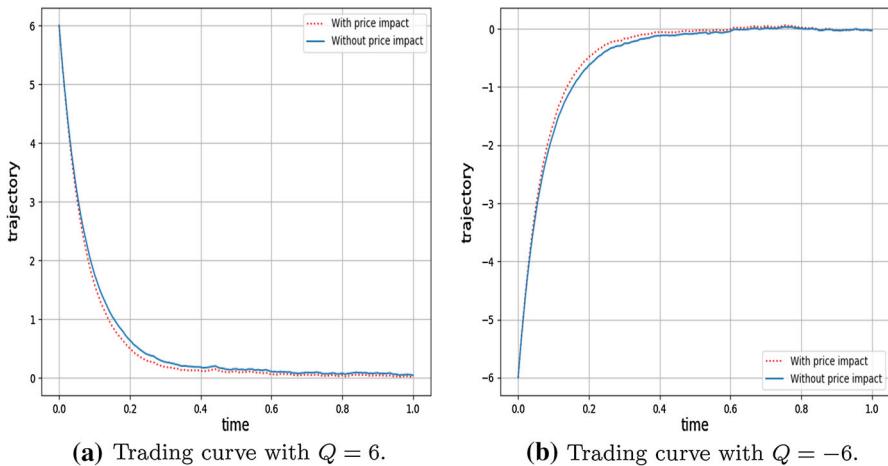 With price impact
Without price impact
6
5
4
3
2
1
0
trajectory
0.0 0.2 0.4 0.6 0.8 1.0
time
(a) Trading curve with Q = 6.
0
−1
−2
−3
−4
−5
−6
trajectory
With price impact
Without price impact
0.0 0.2 0.4 0.6 0.8 1.0
time
(b) Trading curve with Q = −6.